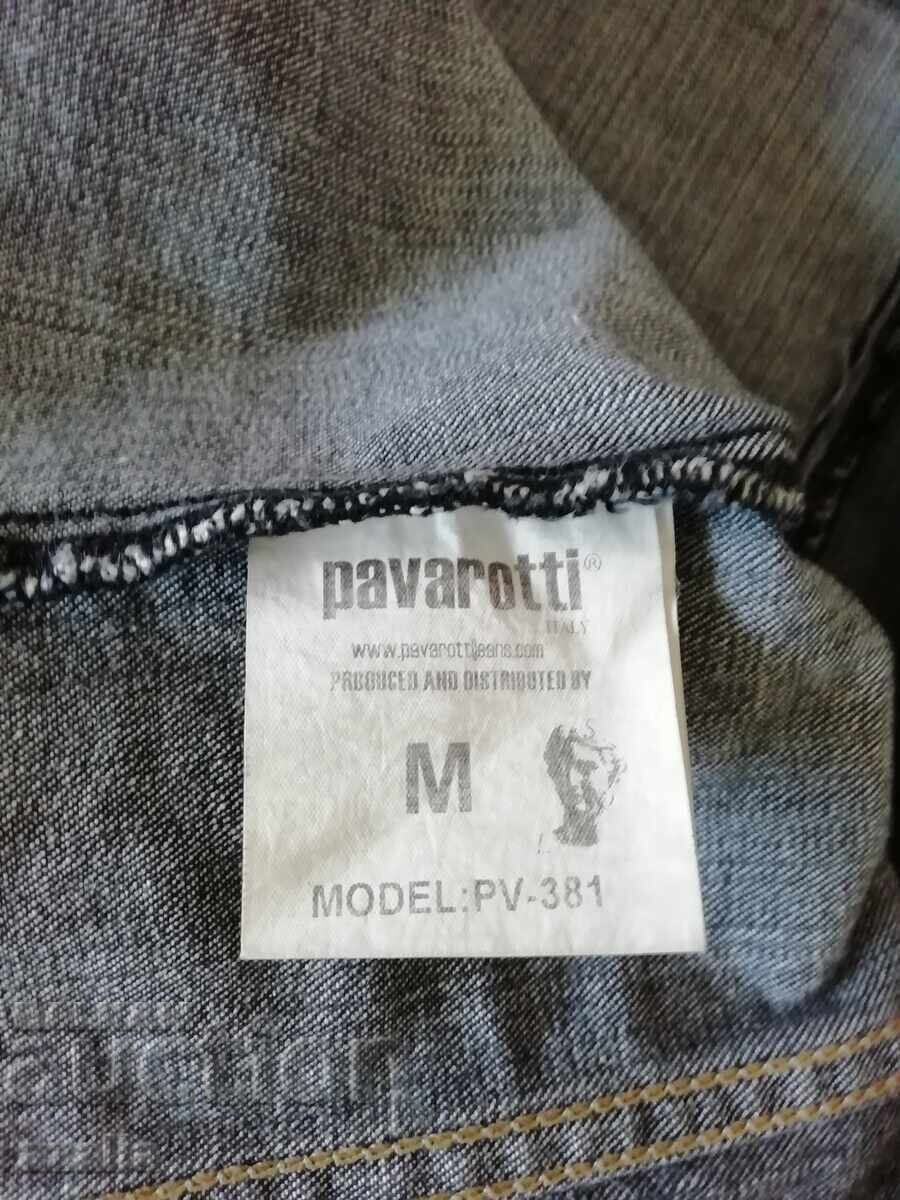 pavarotti®
ITALY
www.pavarottijeans.com
PRODUCED AND DISTRIBUTED BY
M
MODEL:PV-381